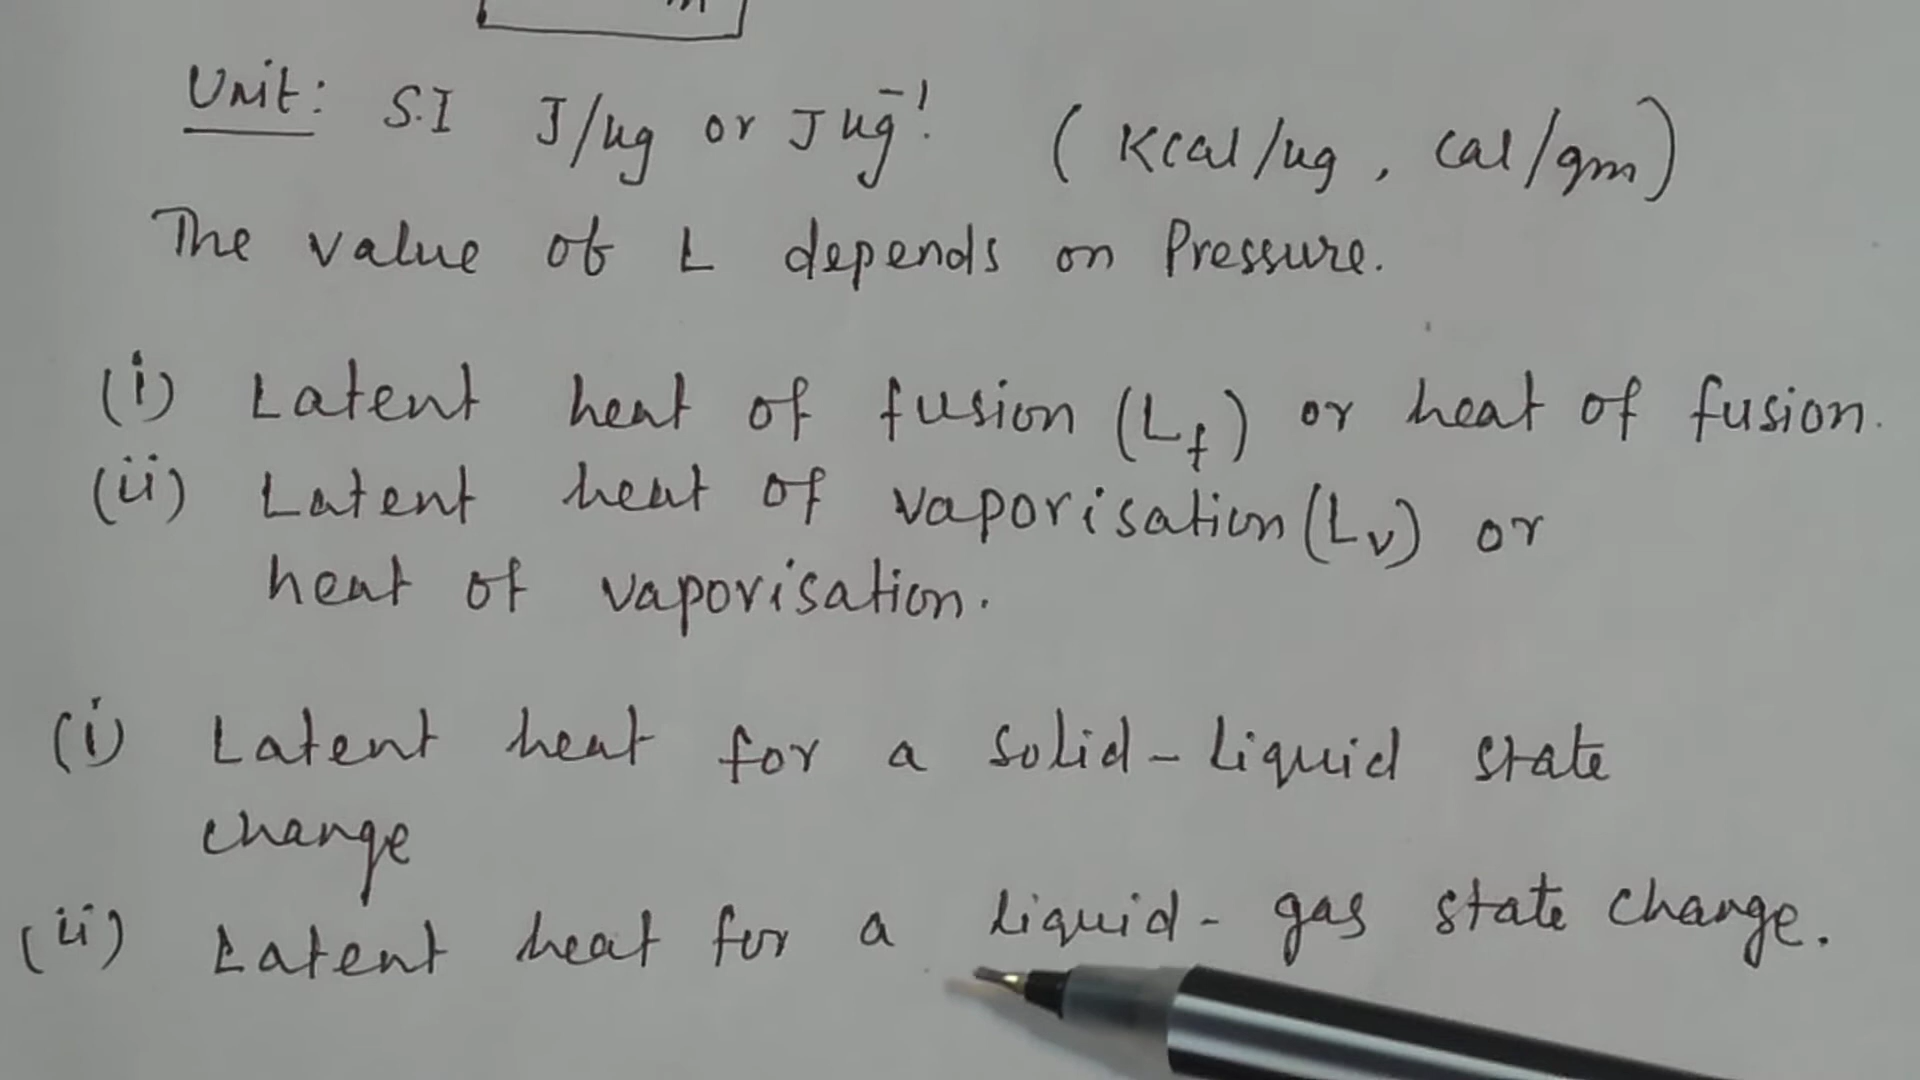 m
Unit: S.I J/kg or J kg⁻¹. (Kcal/kg, cal/gm)
The value of L depends on Pressure.
(i) Latent heat of fusion (Lf) or heat of fusion.
(ii) Latent heat of vaporisation (Lv) or
heat of vaporisation.
(i) Latent heat for a solid-liquid state
change
(ii) Latent heat for a liquid-gas state change.